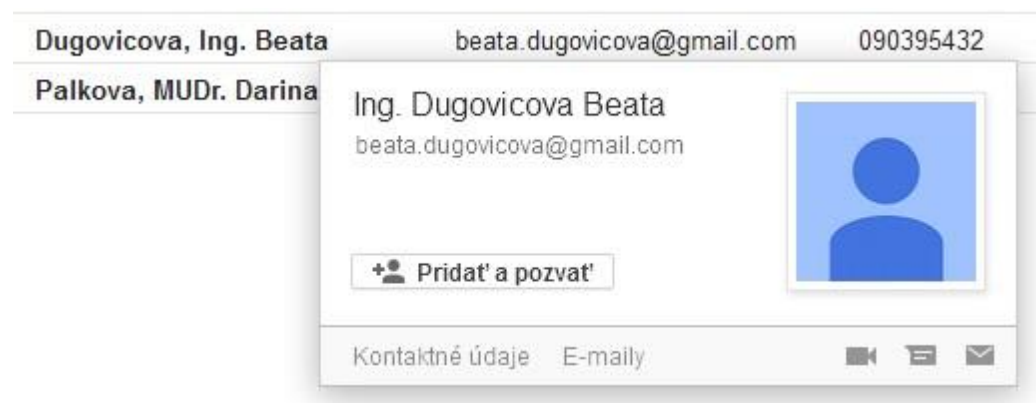 Dugovicova, Ing. Beata beata.dugovicova@gmail.com 090395432
Palkova, MUDr. Darina
Ing. Dugovicova Beata
beata.dugovicova@gmail.com
Pridať a pozvať
Kontaktné údaje E-maily